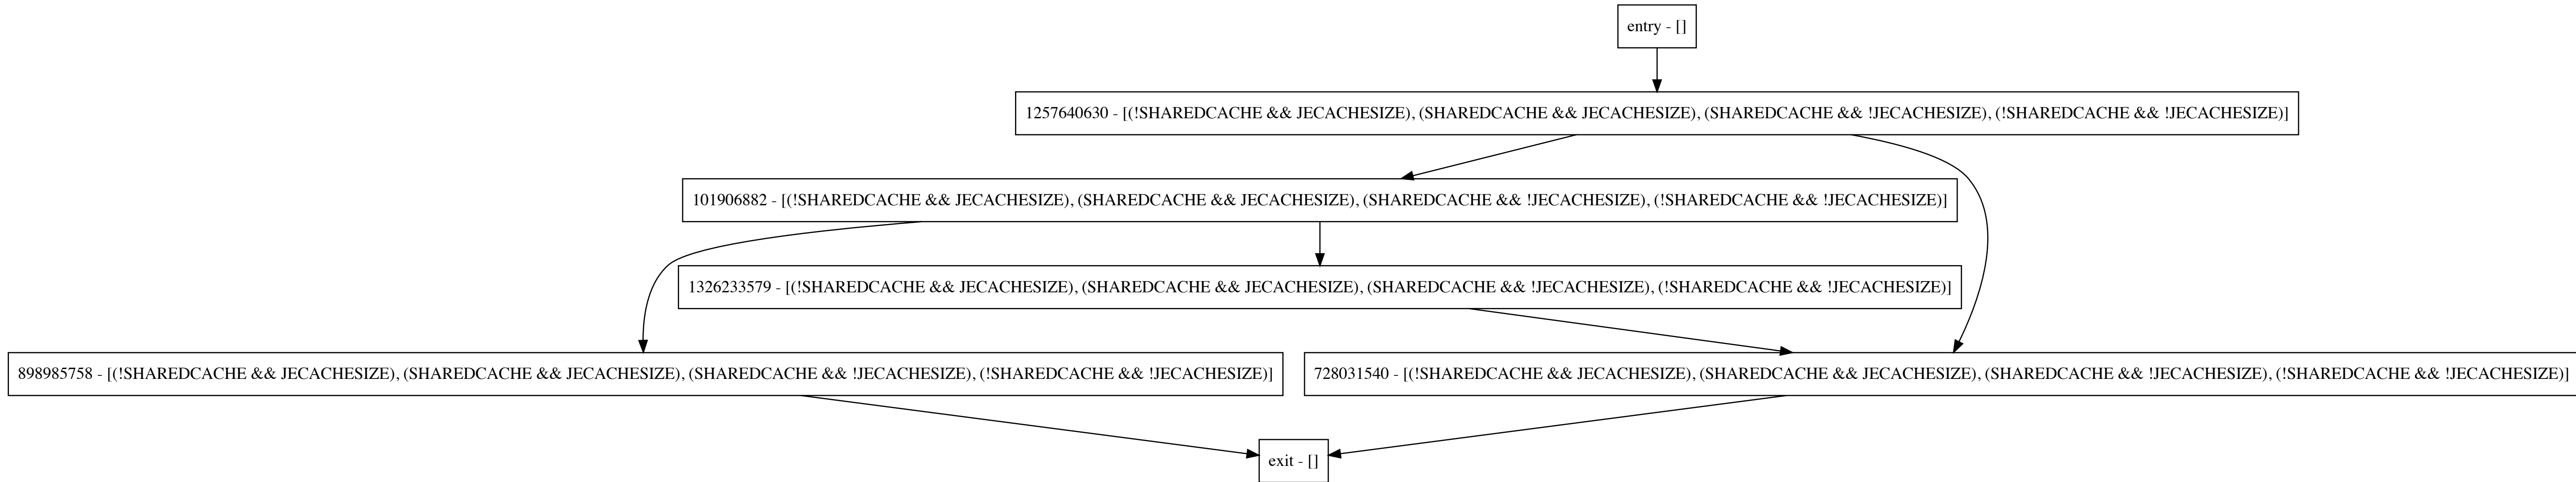 entry - []
1257640630 - [(!SHAREDCACHE && JECACHESIZE), (SHAREDCACHE && JECACHESIZE), (SHAREDCACHE && !JECACHESIZE), (!SHAREDCACHE && !JECACHESIZE)]
101906882 - [(!SHAREDCACHE && JECACHESIZE), (SHAREDCACHE && JECACHESIZE), (SHAREDCACHE && !JECACHESIZE), (!SHAREDCACHE && !JECACHESIZE)]
1326233579 - [(!SHAREDCACHE && JECACHESIZE), (SHAREDCACHE && JECACHESIZE), (SHAREDCACHE && !JECACHESIZE), (!SHAREDCACHE && !JECACHESIZE)]
898985758 - [(!SHAREDCACHE && JECACHESIZE), (SHAREDCACHE && JECACHESIZE), (SHAREDCACHE && !JECACHESIZE), (!SHAREDCACHE && !JECACHESIZE)]
728031540 - [(!SHAREDCACHE && JECACHESIZE), (SHAREDCACHE && JECACHESIZE), (SHAREDCACHE && !JECACHESIZE), (!SHAREDCACHE && !JECACHESIZE)]
exit - []